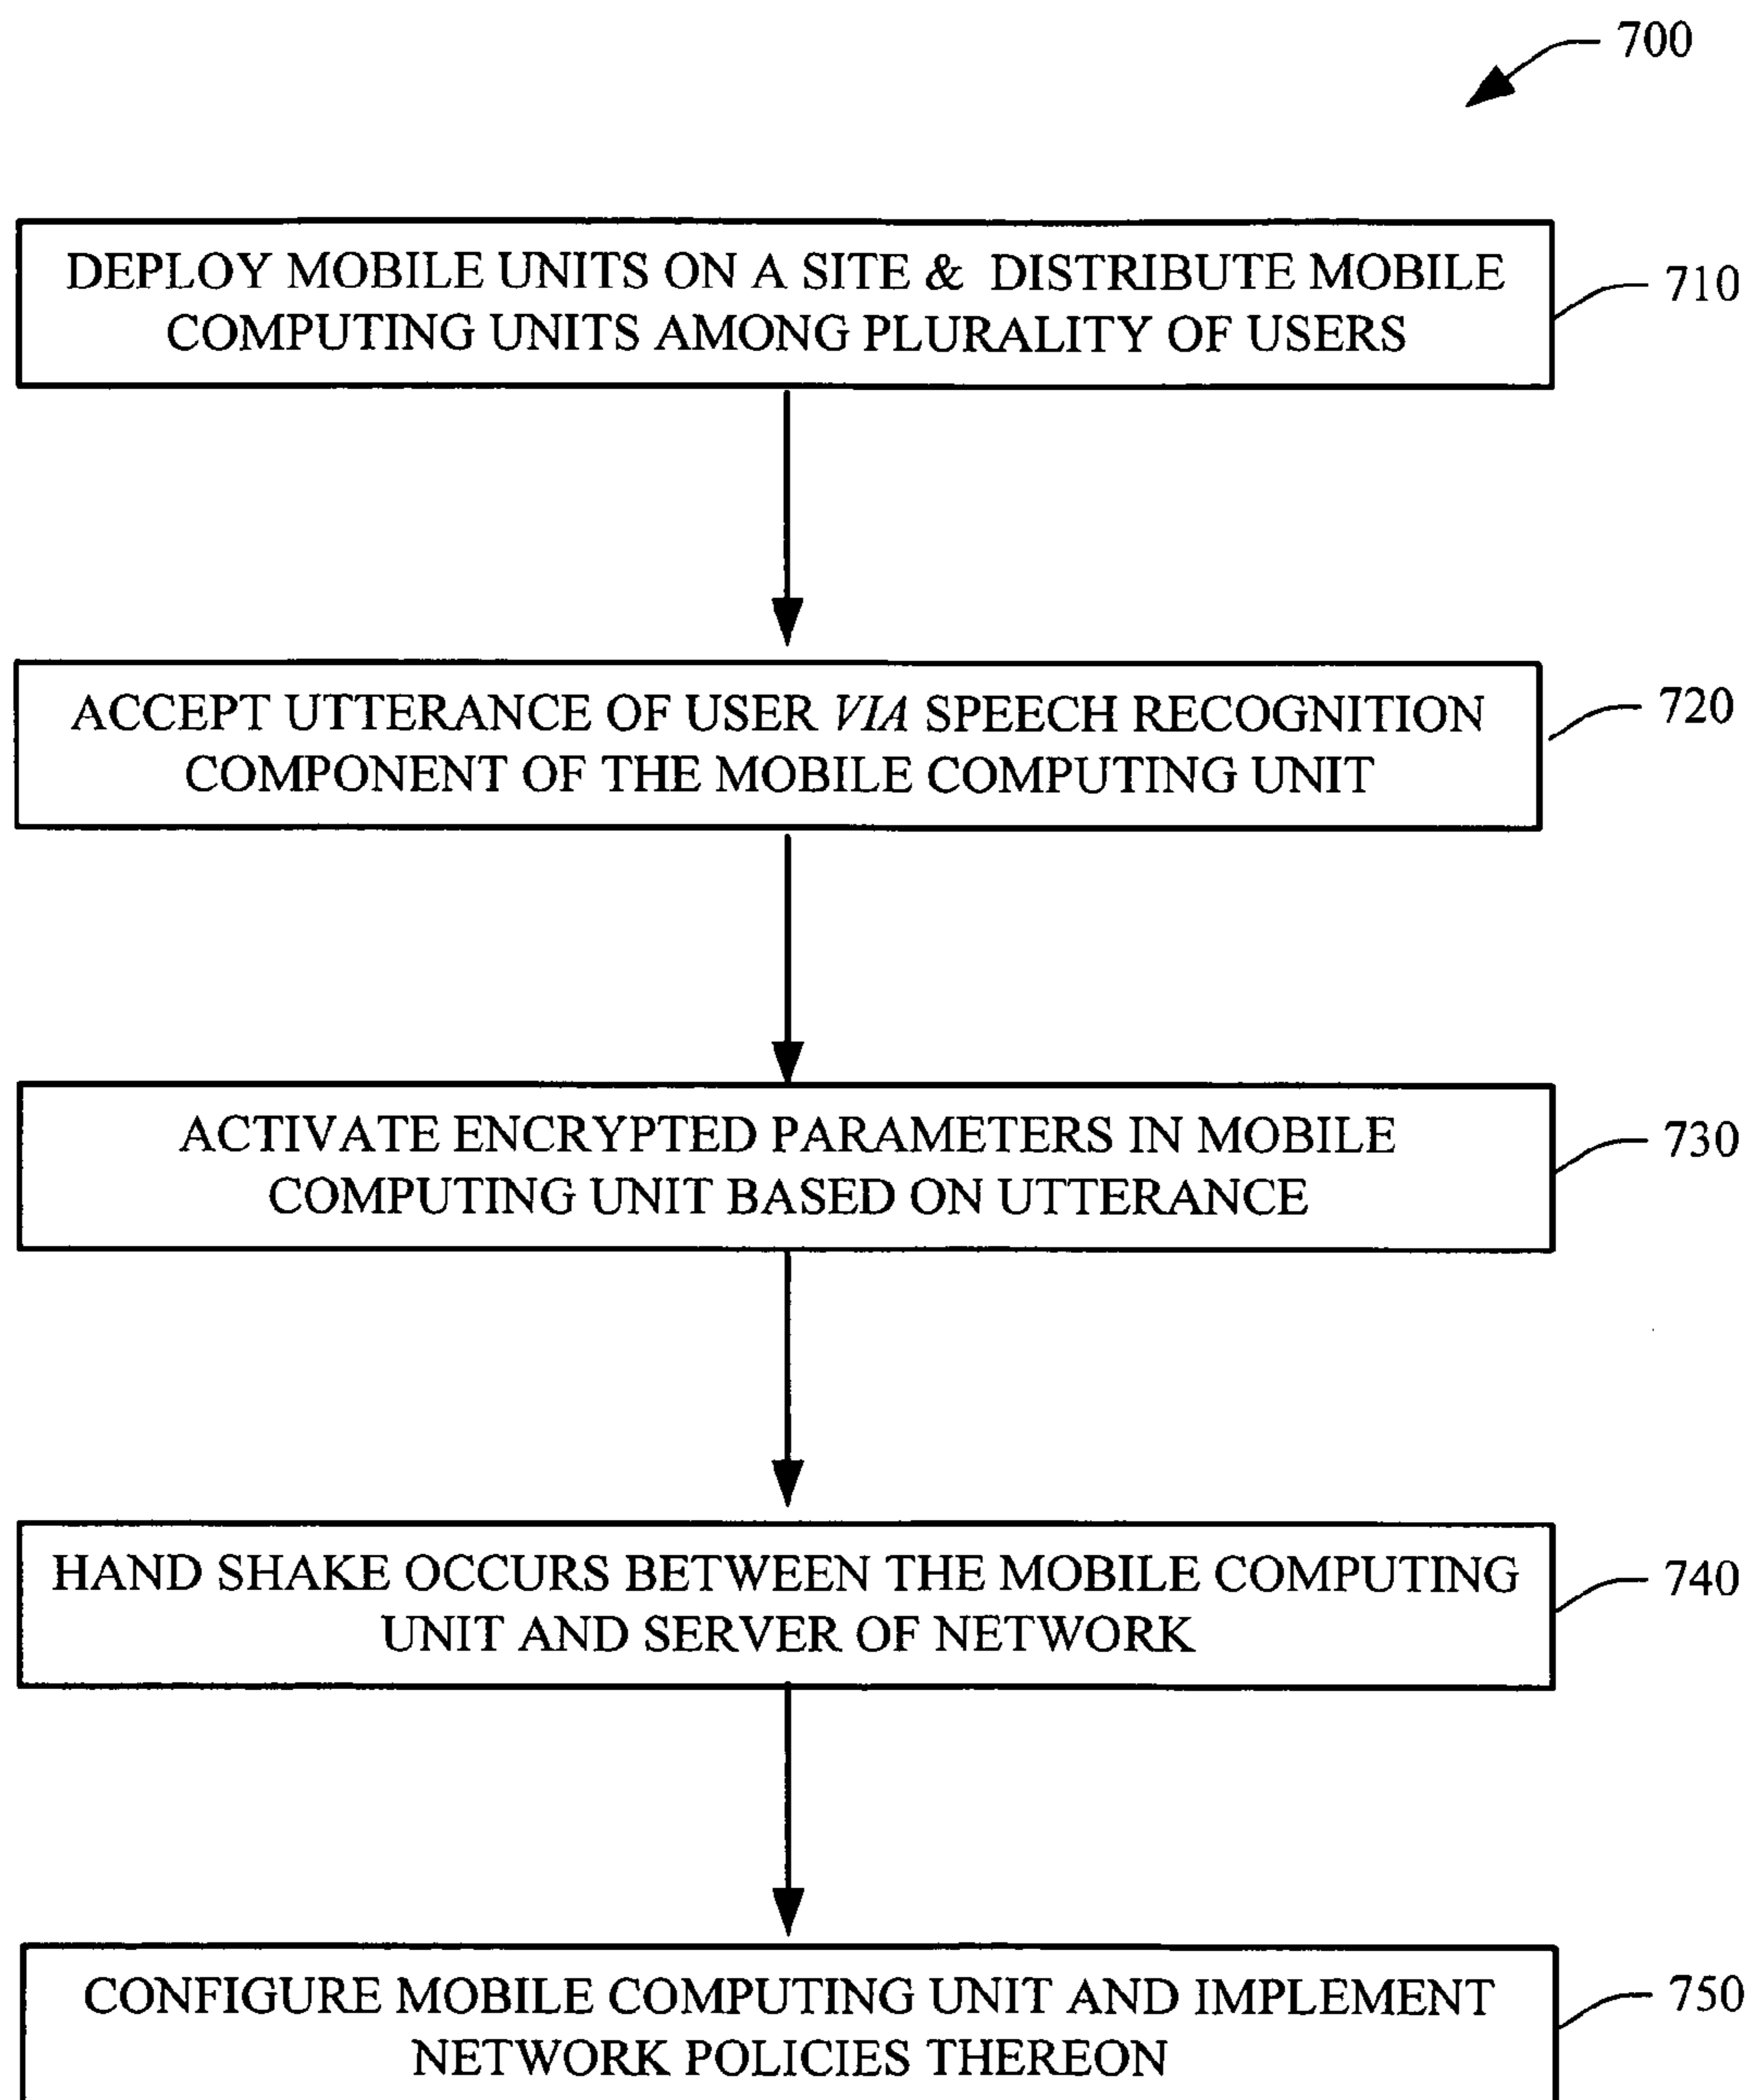 700
DEPLOY MOBILE UNITS ON A SITE & DISTRIBUTE MOBILE
COMPUTING UNITS AMONG PLURALITY OF USERS
710
ACCEPT UTTERANCE OF USER VIA SPEECH RECOGNITION
COMPONENT OF THE MOBILE COMPUTING UNIT
720
ACTIVATE ENCRYPTED PARAMETERS IN MOBILE
COMPUTING UNIT BASED ON UTTERANCE
730
HAND SHAKE OCCURS BETWEEN THE MOBILE COMPUTING
UNIT AND SERVER OF NETWORK
740
CONFIGURE MOBILE COMPUTING UNIT AND IMPLEMENT
NETWORK POLICIES THEREON
750